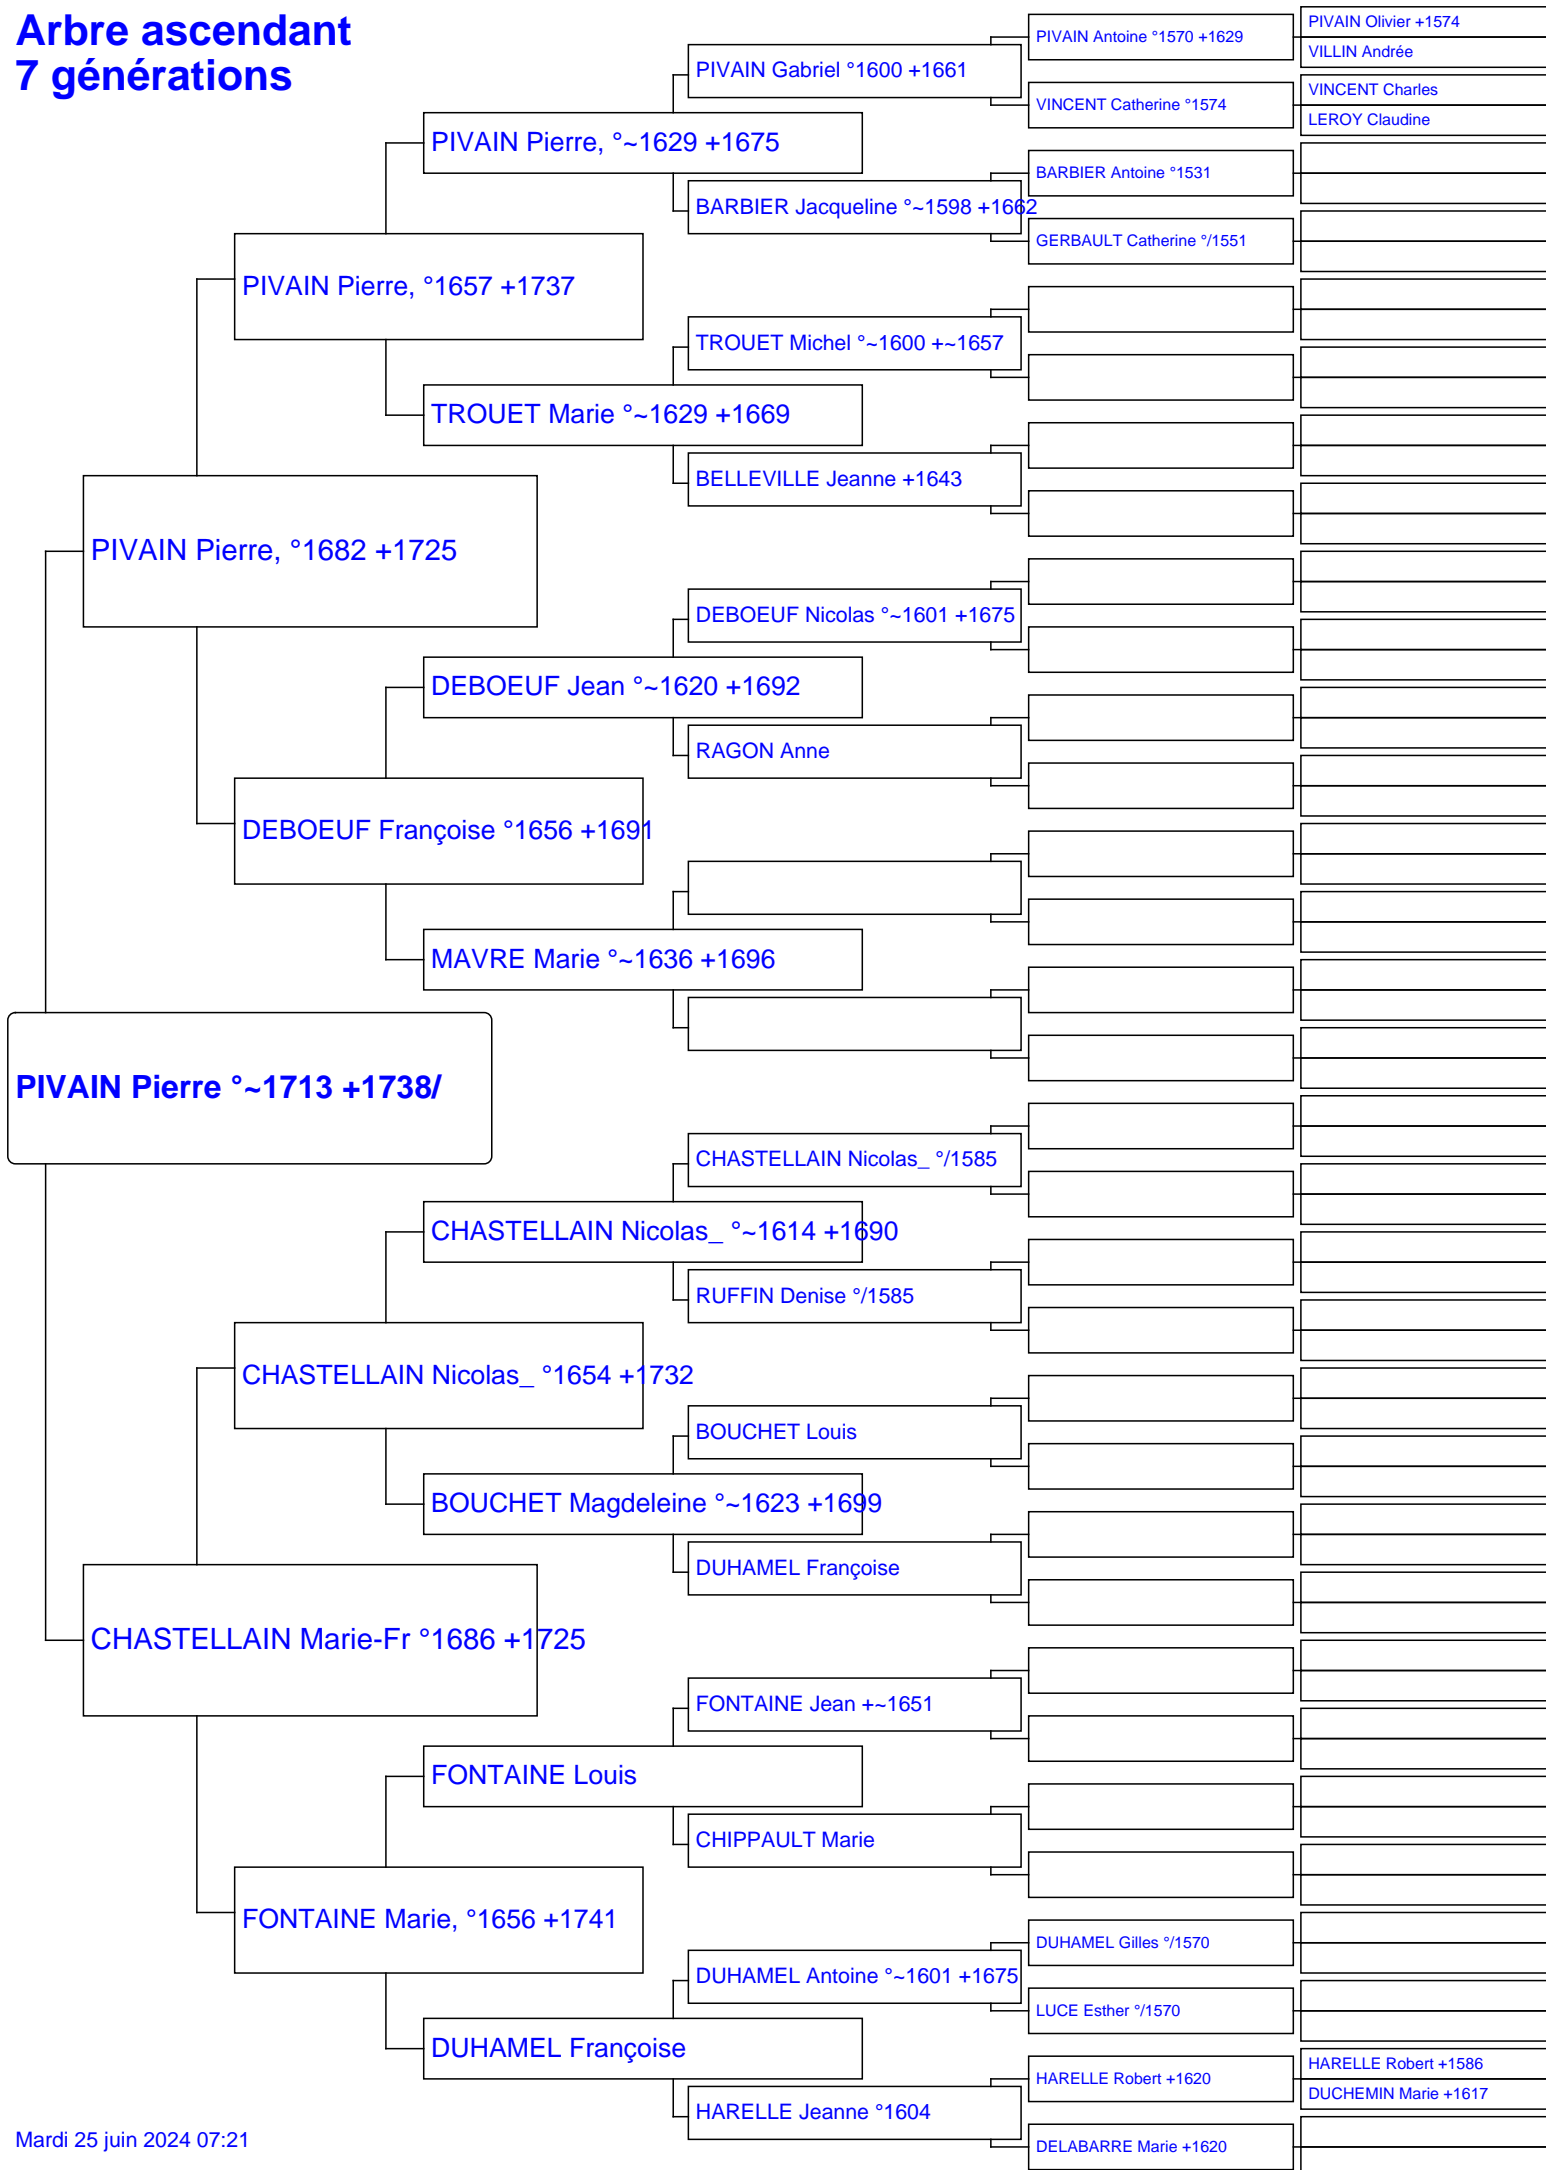 Arbre ascendant
7 générations
PIVAIN Olivier +1574
PIVAIN Antoine °1570 +1629
VILLIN Andrée
PIVAIN Gabriel °1600 +1661
VINCENT Charles
VINCENT Catherine °1574
LEROY Claudine
PIVAIN Pierre, °~1629 +1675
BARBIER Antoine °1531
BARBIER Jacqueline °~1598 +1662
GERBAULT Catherine °/1551
PIVAIN Pierre, °1657 +1737
TROUET Michel °~1600 +~1657
TROUET Marie °~1629 +1669
BELLEVILLE Jeanne +1643
PIVAIN Pierre, °1682 +1725
DEBOEUF Nicolas °~1601 +1675
DEBOEUF Jean °~1620 +1692
RAGON Anne
DEBOEUF Françoise °1656 +1691
MAVRE Marie °~1636 +1696
PIVAIN Pierre °~1713 +1738/
CHASTELLAIN Nicolas_ °/1585
CHASTELLAIN Nicolas_ °~1614 +1690
RUFFIN Denise °/1585
CHASTELLAIN Nicolas_ °1654 +1732
BOUCHET Louis
BOUCHET Magdeleine °~1623 +1699
DUHAMEL Françoise
CHASTELLAIN Marie-Fr °1686 +1725
FONTAINE Jean +~1651
FONTAINE Louis
CHIPPAULT Marie
FONTAINE Marie, °1656 +1741
DUHAMEL Gilles °/1570
DUHAMEL Antoine °~1601 +1675
LUCE Esther °/1570
DUHAMEL Françoise
HARELLE Robert +1586
HARELLE Robert +1620
DUCHEMIN Marie +1617
HARELLE Jeanne °1604
DELABARRE Marie +1620
Mardi 25 juin 2024 07:21